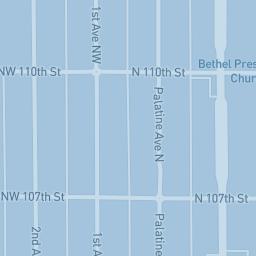 1st Ave NW
Bethel Pres
Chur
NW 110th St
N 110th St
Palatine Ave N
NW 107th St
N 107th St
2nd A
1st A
Palatine